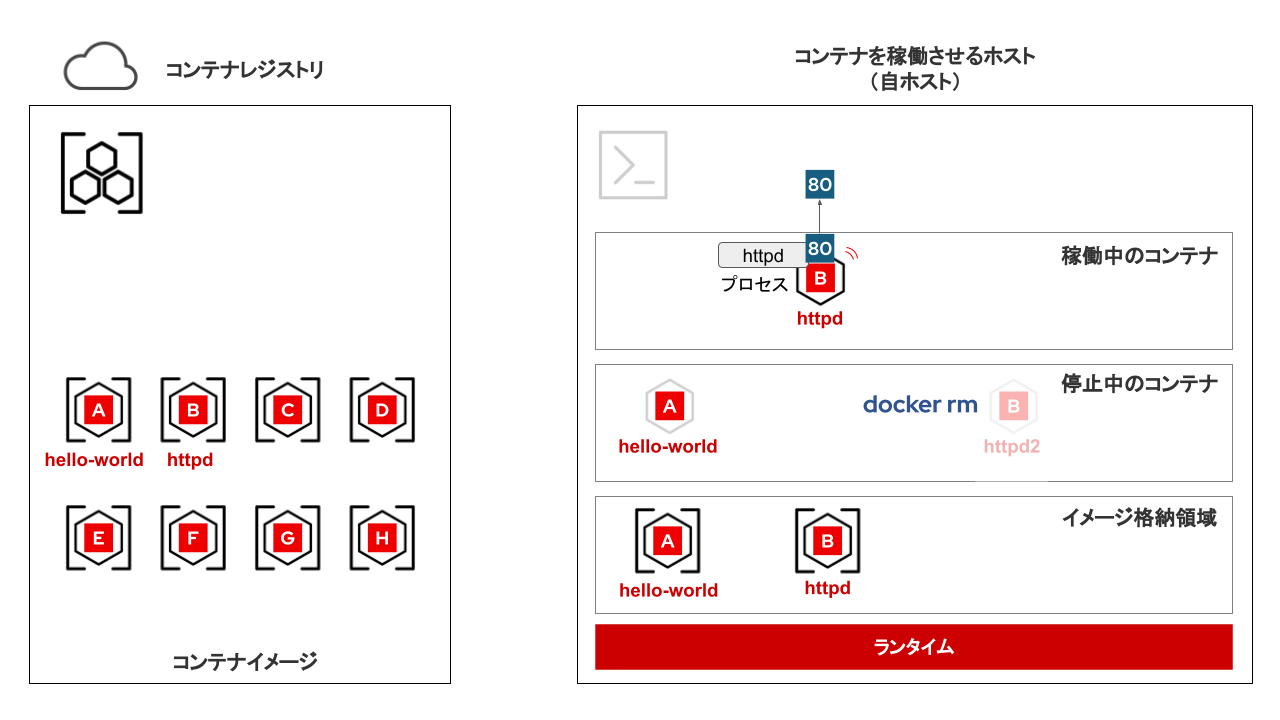 コンテナレジストリ
A
B
C
D
hello-world
httpd
E
F
G
H
コンテナイメージ
コンテナを稼働させるホスト
（自ホスト）
>_
80
80
httpd
プロセス
B
httpd
稼働中のコンテナ
停止中のコンテナ
A
hello-world
docker rm
B
httpd2
イメージ格納領域
A
hello-world
B
httpd
ランタイム